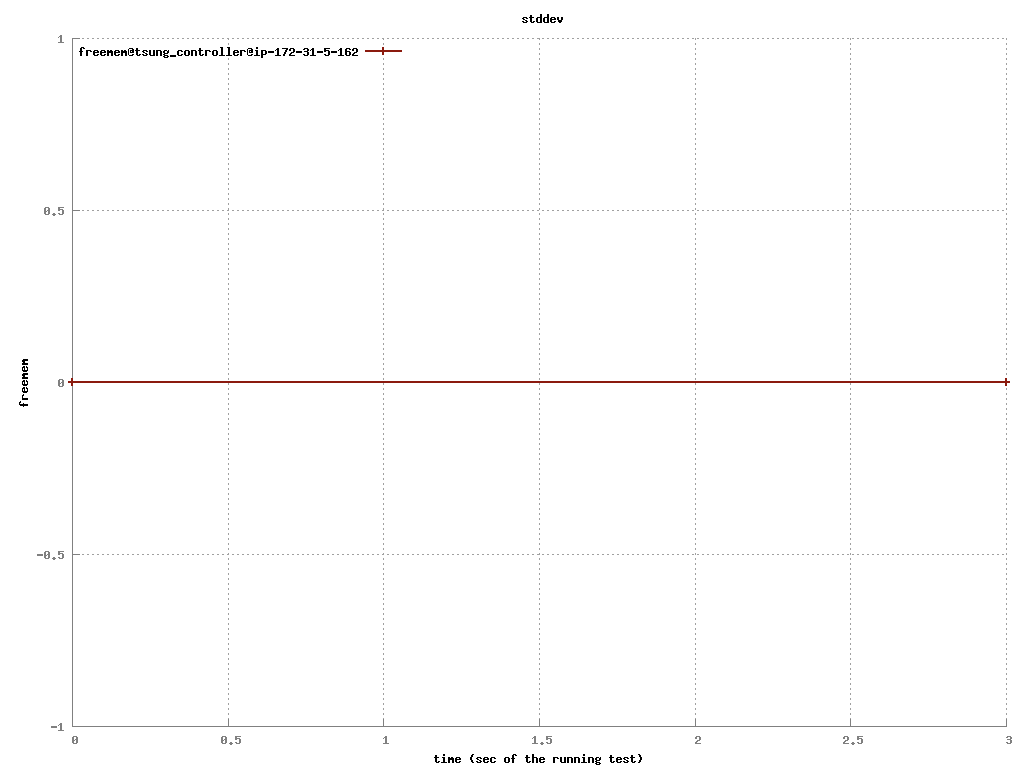 stddev
1
freemem@tsung_controller@ip-172-31-5-162
0.5
freemem
0
-0.5
-1
0 0.5 1 1.5 2 2.5 3
time (sec of the running test)